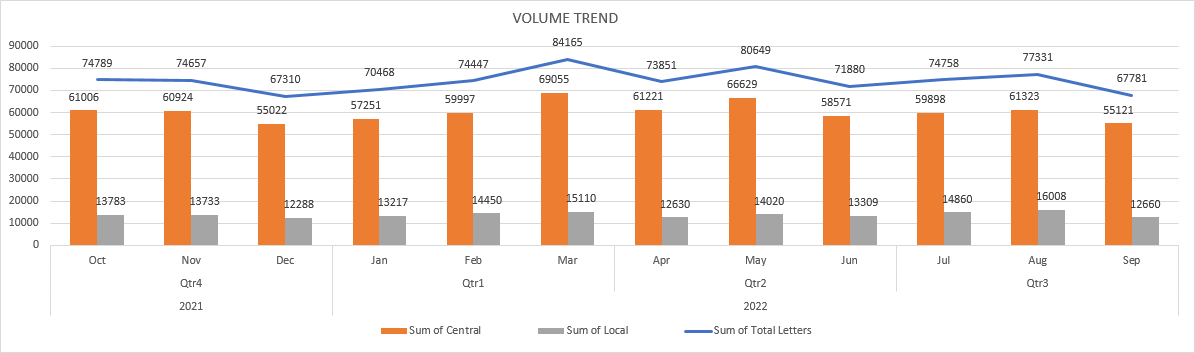 VOLUME TREND
90000
80000
70000
60000
50000
40000
30000
20000
10000
0
74789 74657 67310 70468 74447 84165 73851 80649 71880 74758 77331 67781
61006 60924 55022 57251 59997 69055 61221 66629 58571 59898 61323 55121
13783 13733 12288 13217 14450 15110 12630 14020 13309 14860 16008 12660
Oct Nov Dec Jan Feb Mar Apr May Jun Jul Aug Sep
Qtr4 Qtr1 Qtr2 Qtr3
2021 2022
Sum of Central Sum of Local Sum of Total Letters